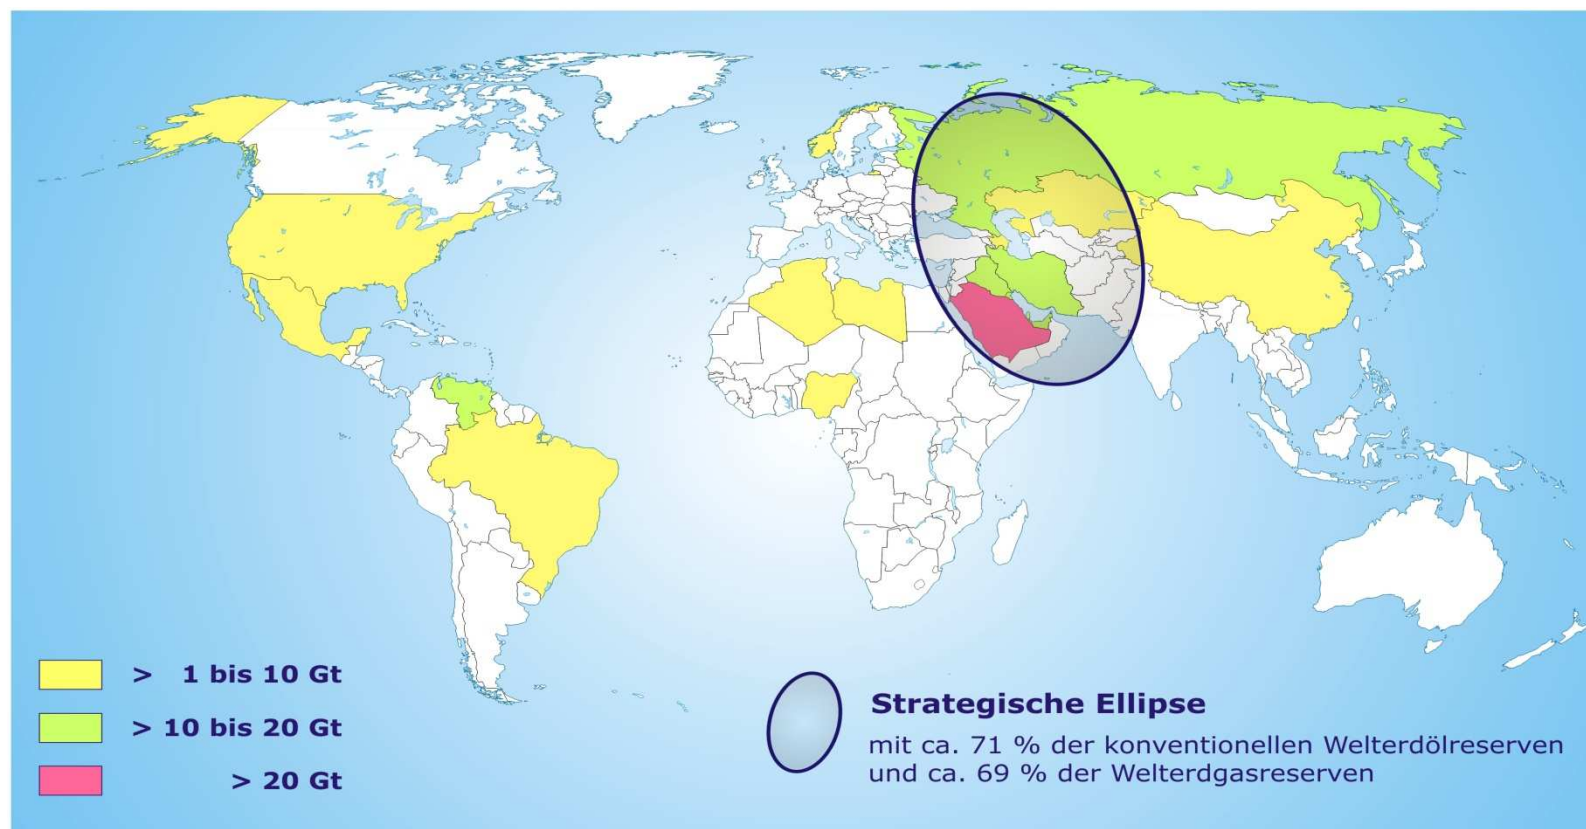 > 1 bis 10 Gt
> 10 bis 20 Gt
> 20 Gt
Strategische Ellipse
mit ca. 71 % der konventionellen Welterdölreserven
und ca. 69 % der Welterdgasreserven